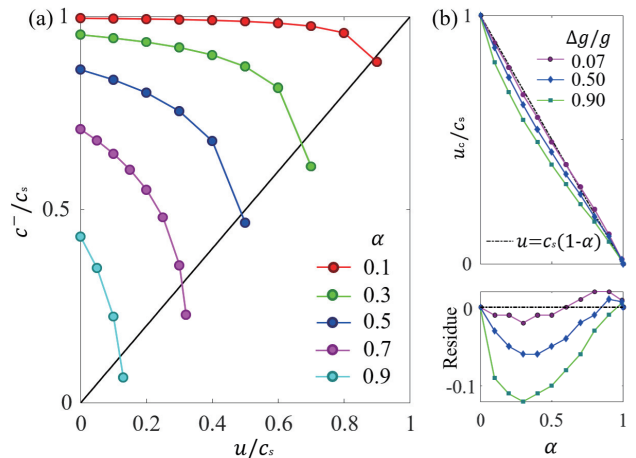 (a)
1
0.5
0
c⁻/cₛ
0 0.2 0.4 0.6 0.8 1
u/cₛ
α
0.1
0.3
0.5
0.7
0.9
(b)
1
0
u꜀/cₛ
Δg/g
0.07
0.50
0.90
u=cₛ(1-α)
0
-0.1
Residue
0 0.5 1
α